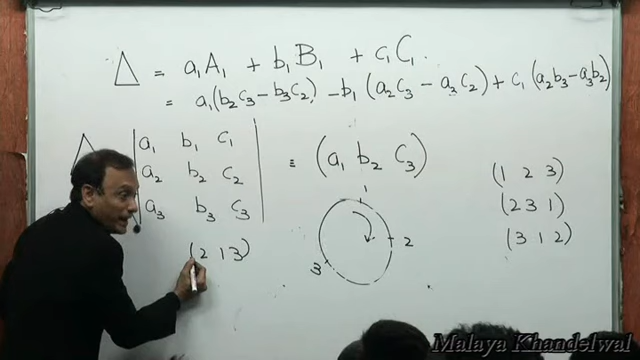 Δ = a₁A₁ + b₁B₁ + c₁C₁.
= a₁(b₂c₃ − b₃c₂) − b₁(a₂c₃ − a₃c₂) + c₁(a₂b₃ − a₃b₂)
Δ
a₁ b₁ c₁
a₂ b₂ c₂
a₃ b₃ c₃
≡ (a₁ b₂ c₃)
1
2
3
(1 2 3)
(2 3 1)
(3 1 2)
(2 1 3)
Malaya Khandelwal